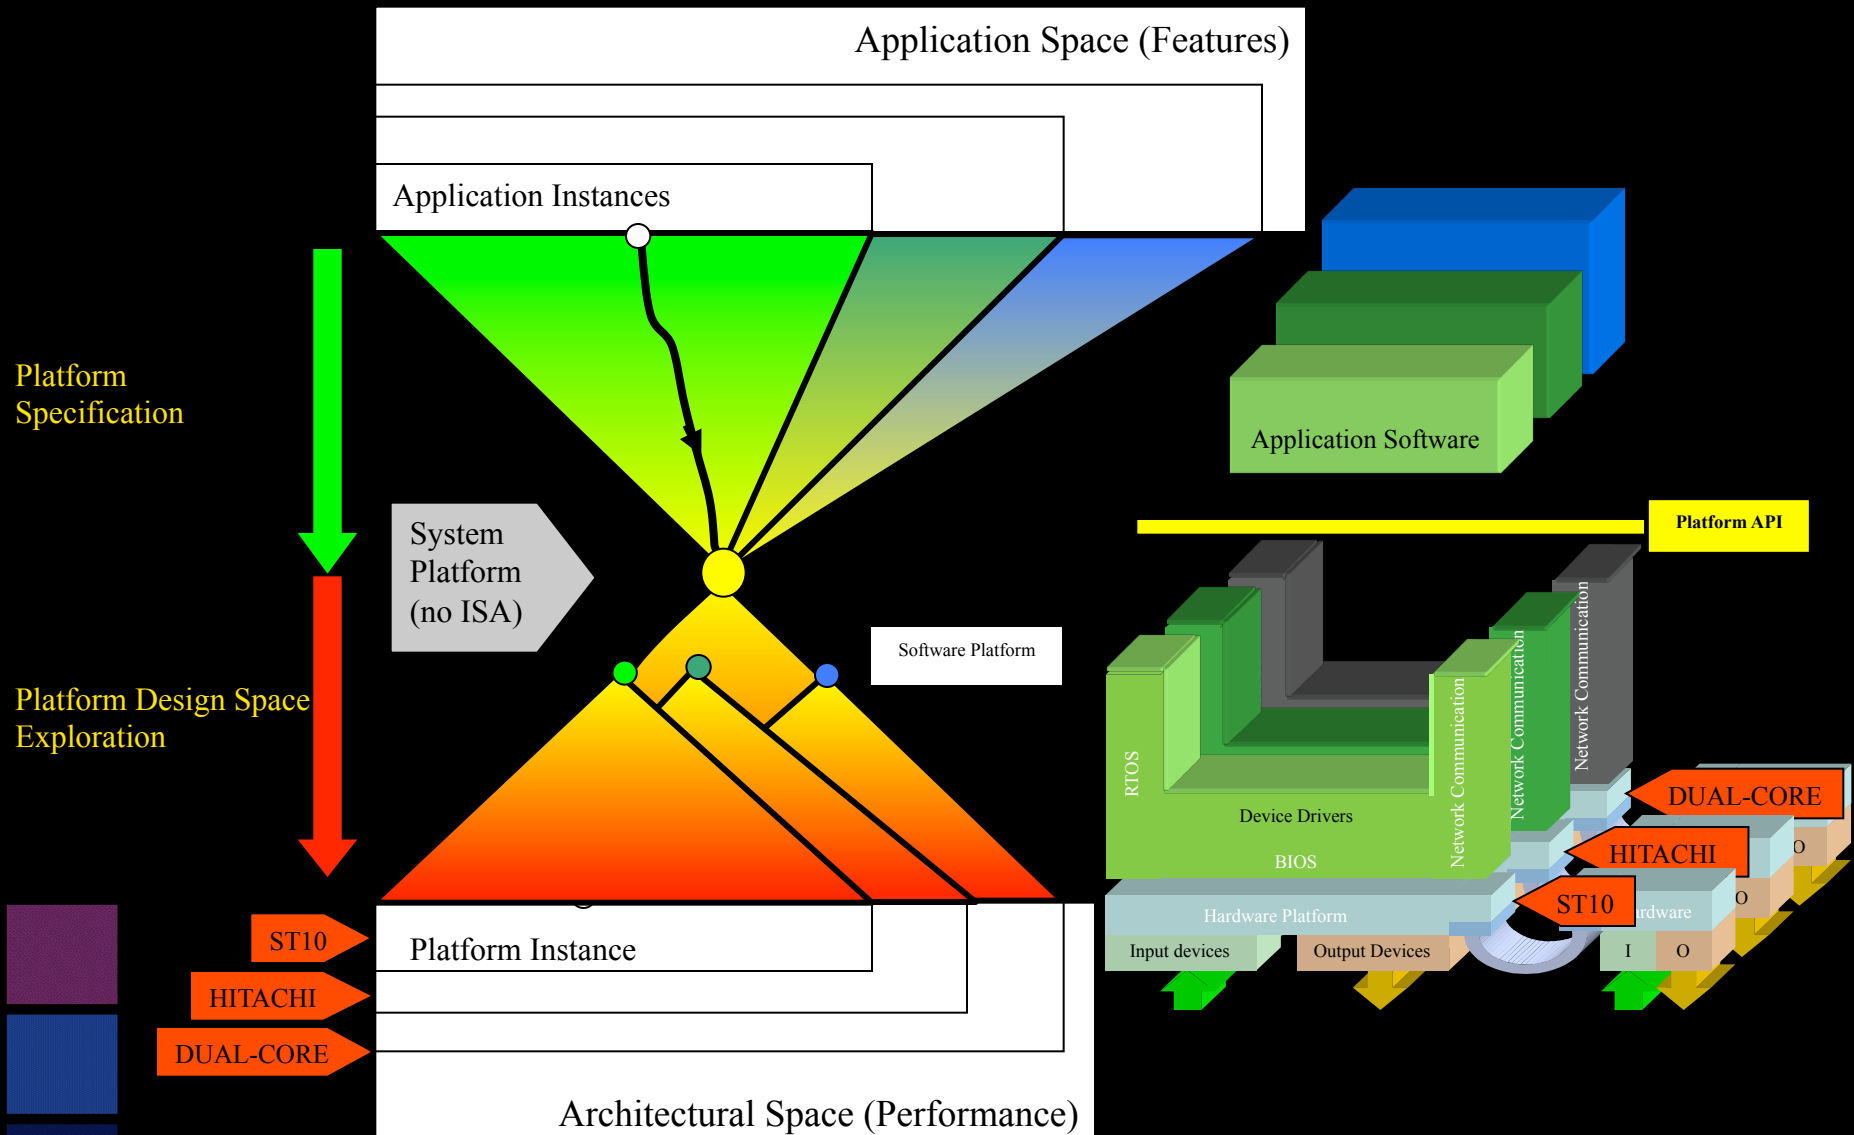 Application Space (Features)
Application Instances
Platform
Specification
System
Platform
(no ISA)
Platform Design Space
Exploration
Software Platform
ST10
HITACHI
DUAL-CORE
Platform Instance
Architectural Space (Performance)
Application Software
Platform API
RTOS
Device Drivers
BIOS
Network Communication
Network Communication
Network Communication
DUAL-CORE
HITACHI
ST10
Hardware Platform
Input devices
Output Devices
ardware
I
O
O
O